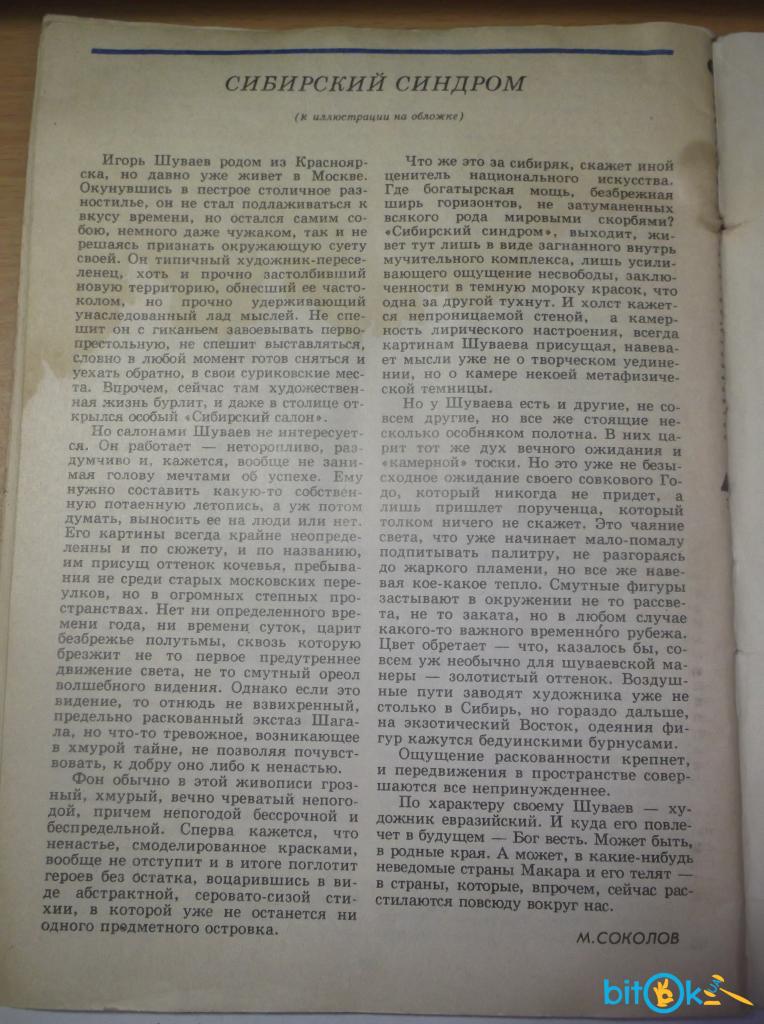 СИБИРСКИЙ СИНДРОМ
(К иллюстрации на обложке)
Игорь Шуваев родом из Краснояр-
ска, но давно уже живет в Москве.
Окунувшись в пестрое столичное раз-
ностилье, он не стал подлаживаться к
вкусу времени, но остался самим со-
бою, немного даже чужаком, так и не
решаясь признать окружающую суету
своей. Он типичный художник-пересе-
ленец, хоть и прочно застолбивший
новую территорию, обнесший ее часто-
колом, но прочно удерживающий
унаследованный лад мыслей. Не спе-
шит он с гиканьем завоевывать перво-
престольную, не спешит выставляться,
словно в любой момент готов сняться и
уехать обратно, в свои суриковские мес-
та. Впрочем, сейчас там художествен-
ная жизнь бурлит, и даже в столице от-
крылся особый «Сибирский салон».
Но салонами Шуваев не интересует-
ся. Он работает — неторопливо, раз-
думчиво и, кажется, вообще не зани-
мая голову мечтами об успехе. Ему
нужно составить какую-то собствен-
ную потаенную летопись, а уж потом
думать, выносить ее на люди или нет.
Его картины всегда крайне неопреде-
ленны и по сюжету, и по названию,
им присущ оттенок кочевья, пребыва-
ния не среди старых московских пере-
улков, но в огромных степных про-
странствах. Нет ни определенного вре-
мени года, ни времени суток, царит
безбрежье полутьмы, сквозь которую
брезжит не то первое предутреннее
движение света, не то смутный ореол
волшебного видения. Однако если это
видение, то отнюдь не взвихренный,
предельно раскованный экстаз Шага-
ла, но что-то тревожное, возникающее
в хмурой тайне, не позволяя почувст-
вовать, к добру оно либо к ненастью.
Фон обычно в этой живописи гроз-
ный, хмурый, вечно чреватый непого-
дой, причем непогодой бессрочной и
беспредельной. Сперва кажется, что
ненастье, смоделированное красками,
вообще не отступит и в итоге поглотит
героев без остатка, воцарившись в ви-
де абстрактной, серовато-сизой сти-
хии, в которой уже не останется ни
одного предметного островка.
Что же это за сибиряк, скажет иной
ценитель национального искусства.
Где богатырская мощь, безбрежная
ширь горизонтов, не затуманенных
всякого рода мировыми скорбями?
«Сибирский синдром», выходит, жи-
вет тут лишь в виде загнанного внутрь
мучительного комплекса, лишь усили-
вающего ощущение несвободы, заклю-
ченности в темную мороку красок, что
одна за другой тухнут. И холст кажет-
ся непроницаемой стеной, а камер-
ность лирического настроения, всегда
картинам Шуваева присущая, навева-
ет мысли уже не о творческом уедине-
нии, но о камере некоей метафизиче-
ской темницы.
Но у Шуваева есть и другие, не со-
всем другие, но все же стоящие не-
сколько особняком полотна. В них ца-
рит тот же дух вечного ожидания и
«камерной» тоски. Но это уже не безы-
сходное ожидание своего совкового Го-
до, который никогда не придет, а
лишь пришлет порученца, который
толком ничего не скажет. Это чаяние
света, что уже начинает мало-помалу
подпитывать палитру, не разгораясь
до жаркого пламени, но все же наве-
вая кое-какое тепло. Смутные фигуры
застывают в окружении не то рассве-
та, не то заката, но в любом случае
какого-то важного временно́го рубежа.
Цвет обретает — что, казалось бы, со-
всем уж необычно для шуваевской ма-
неры — золотистый оттенок. Воздуш-
ные пути заводят художника уже не
столько в Сибирь, но гораздо дальше,
на экзотический Восток, одеяния фи-
гур кажутся бедуинскими бурнусами.
Ощущение раскованности крепнет,
и передвижения в пространстве совер-
шаются все непринужденнее.
По характеру своему Шуваев — ху-
дожник евразийский. И куда его повле-
чет в будущем — Бог весть. Может быть,
в родные края. А может, в какие-нибудь
неведомые страны Макара и его телят —
в страны, которые, впрочем, сейчас рас-
стилаются повсюду вокруг нас.
М.СОКОЛОВ
bitok.ua